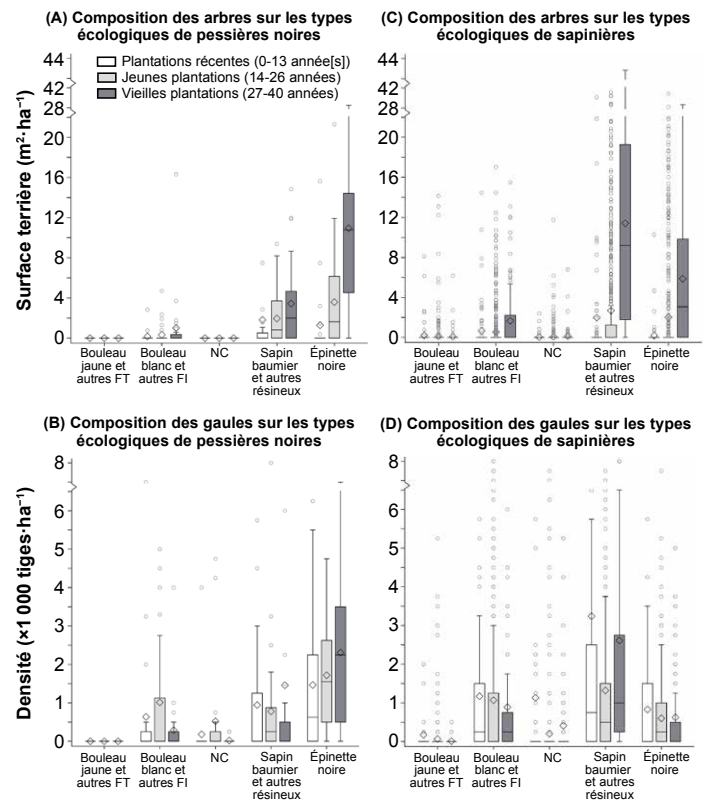 (A) Composition des arbres sur les types
écologiques de pessières noires
Plantations récentes (0-13 année[s])
Jeunes plantations (14-26 années)
Vieilles plantations (27-40 années)
Surface terrière (m²·ha⁻¹)
44
42
28
20
16
12
8
4
0
Bouleau jaune et autres FT
Bouleau blanc et autres FI
NC
Sapin baumier et autres résineux
Épinette noire
(C) Composition des arbres sur les types
écologiques de sapinières
44
42
28
20
16
12
8
4
0
Bouleau jaune et autres FT
Bouleau blanc et autres FI
NC
Sapin baumier et autres résineux
Épinette noire
(B) Composition des gaules sur les types
écologiques de pessières noires
Densité (×1 000 tiges·ha⁻¹)
8
6
5
4
3
2
1
0
Bouleau jaune et autres FT
Bouleau blanc et autres FI
NC
Sapin baumier et autres résineux
Épinette noire
(D) Composition des gaules sur les types
écologiques de sapinières
8
6
5
4
3
2
1
0
Bouleau jaune et autres FT
Bouleau blanc et autres FI
NC
Sapin baumier et autres résineux
Épinette noire